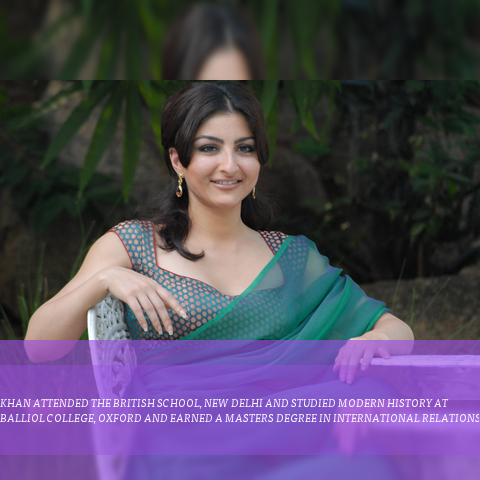 KHAN ATTENDED THE BRITISH SCHOOL, NEW DELHI AND STUDIED MODERN HISTORY AT
BALLIOL COLLEGE, OXFORD AND EARNED A MASTERS DEGREE IN INTERNATIONAL RELATIONS